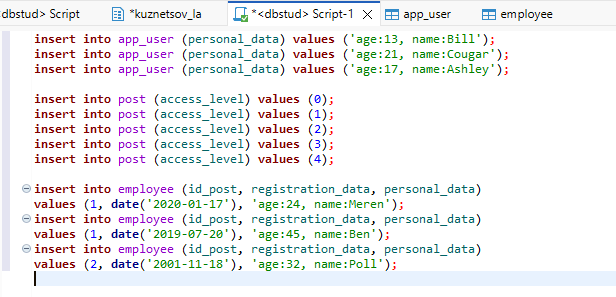 <dbstud> Script
*kuznetsov_la
*<dbstud> Script-1
app_user
employee
insert into app_user (personal_data) values ('age:13, name:Bill');
insert into app_user (personal_data) values ('age:21, name:Cougar');
insert into app_user (personal_data) values ('age:17, name:Ashley');
insert into post (access_level) values (0);
insert into post (access_level) values (1);
insert into post (access_level) values (2);
insert into post (access_level) values (3);
insert into post (access_level) values (4);
insert into employee (id_post, registration_data, personal_data)
values (1, date('2020-01-17'), 'age:24, name:Meren');
insert into employee (id_post, registration_data, personal_data)
values (1, date('2019-07-20'), 'age:45, name:Ben');
insert into employee (id_post, registration_data, personal_data)
values (2, date('2001-11-18'), 'age:32, name:Poll');